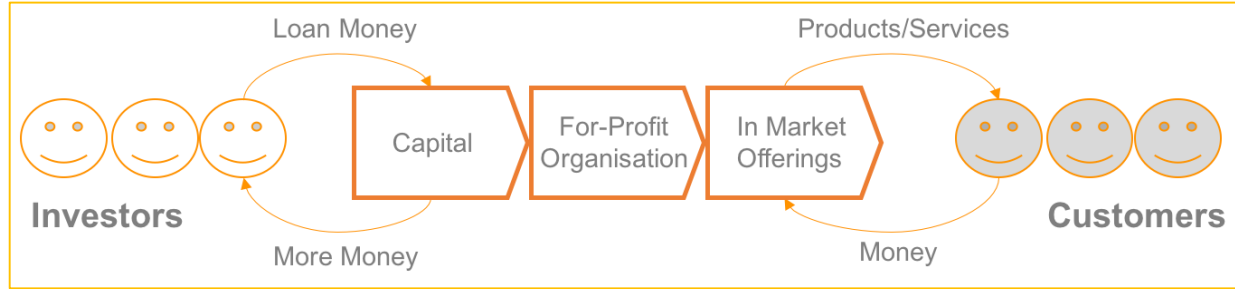 Loan Money
Products/Services
Capital
For-Profit
Organisation
In Market
Offerings
Investors
Customers
More Money
Money